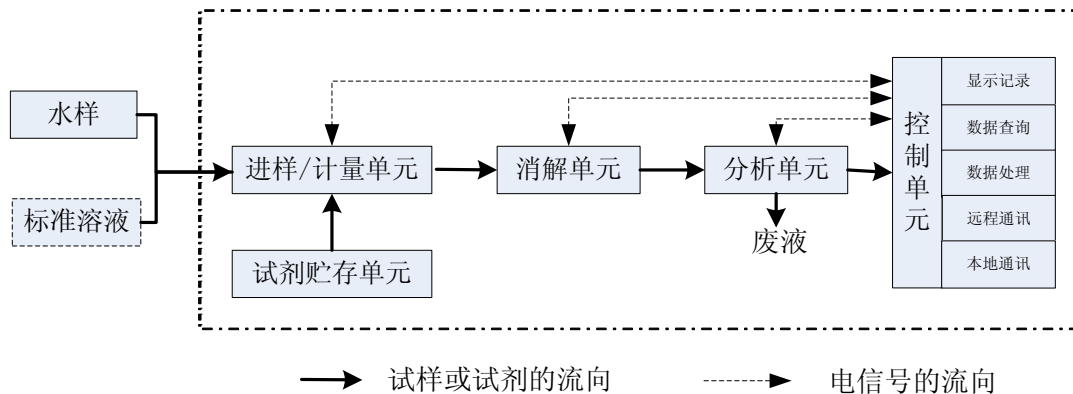 水样
标准溶液
进样/计量单元
试剂贮存单元
消解单元
分析单元
废液
控制单元
显示记录
数据查询
数据处理
远程通讯
本地通讯
试样或试剂的流向
电信号的流向